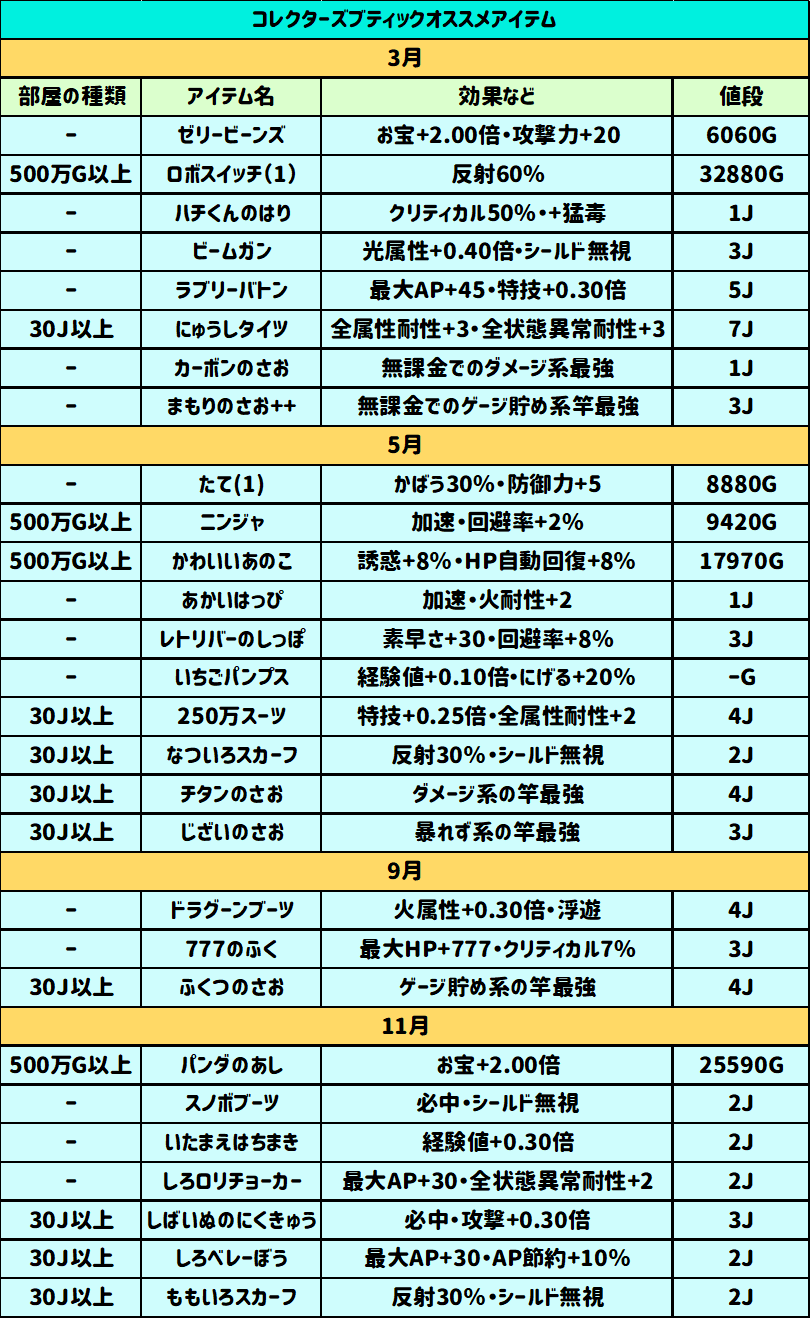 コレクターズブティックオススメアイテム
3月
部屋の種類 アイテム名 効果など 値段
- ゼリービーンズ お宝+2.00倍・攻撃力+20 6060G
500万G以上 ロボスイッチ(1) 反射60% 32880G
- ハチくんのはり クリティカル50%・+猛毒 1J
- ビームガン 光属性+0.40倍・シールド無視 3J
- ラブリーバトン 最大AP+45・特技+0.30倍 5J
30J以上 にゅうしタイツ 全属性耐性+3・全状態異常耐性+3 7J
- カーボンのさお 無課金でのダメージ系最強 1J
- まもりのさお++ 無課金でのゲージ貯め系竿最強 3J
5月
- たて(1) かばう30%・防御力+5 8880G
500万G以上 ニンジャ 加速・回避率+2% 9420G
500万G以上 かわいいあのこ 誘惑+8%・HP自動回復+8% 17970G
- あかいはっぴ 加速・火耐性+2 1J
- レトリバーのしっぽ 素早さ+30・回避率+8% 3J
- いちごパンプス 経験値+0.10倍・にげる+20% -G
30J以上 250万スーツ 特技+0.25倍・全属性耐性+2 4J
30J以上 なついろスカーフ 反射30%・シールド無視 2J
30J以上 チタンのさお ダメージ系の竿最強 4J
30J以上 じざいのさお 暴れず系の竿最強 3J
9月
- ドラグーンブーツ 火属性+0.30倍・浮遊 4J
- 777のふく 最大HP+777・クリティカル7% 3J
30J以上 ふくつのさお ゲージ貯め系の竿最強 4J
11月
500万G以上 パンダのあし お宝+2.00倍 25590G
- スノボブーツ 必中・シールド無視 2J
- いたまえはちまき 経験値+0.30倍 2J
- しろロリチョーカー 最大AP+30・全状態異常耐性+2 2J
30J以上 しばいぬのにくきゅう 必中・攻撃+0.30倍 3J
30J以上 しろベレーぼう 最大AP+30・AP節約+10% 2J
30J以上 ももいろスカーフ 反射30%・シールド無視 2J